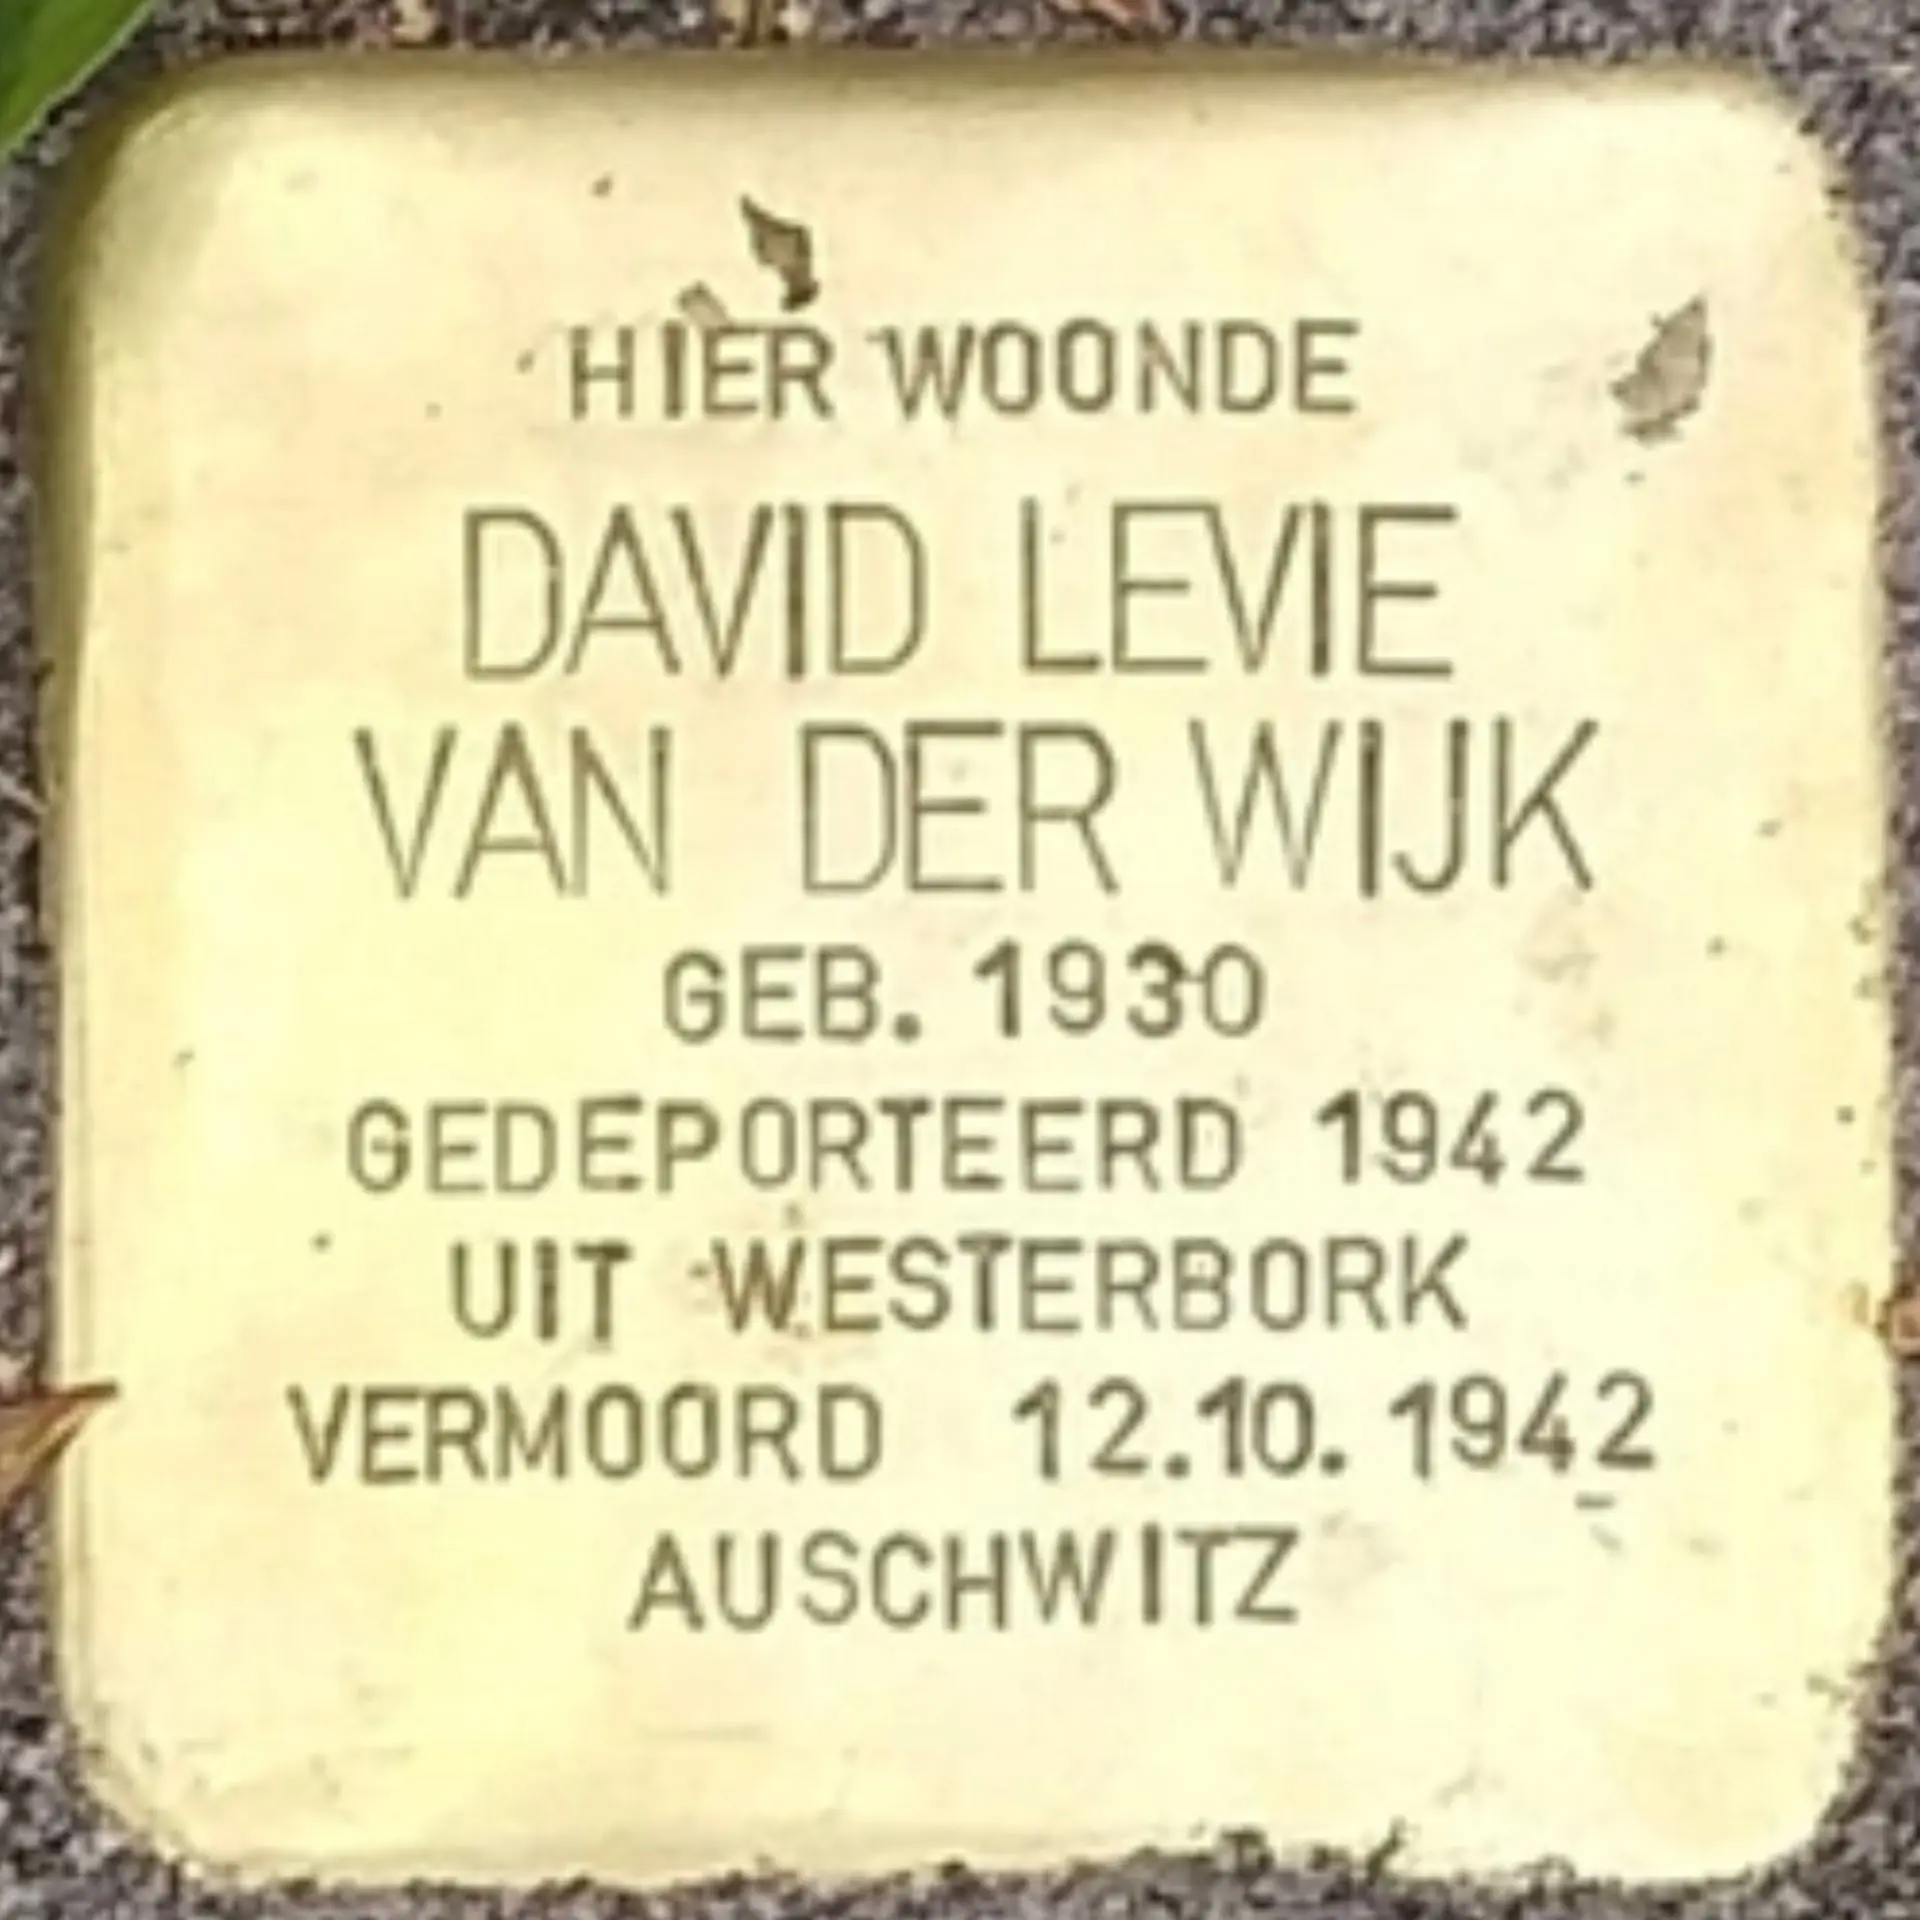 HIER WOONDE
DAVID LEVIE
VAN DER WIJK
GEB. 1930
GEDEPORTEERD 1942
UIT WESTERBORK
VERMOORD 12.10.1942
AUSCHWITZ